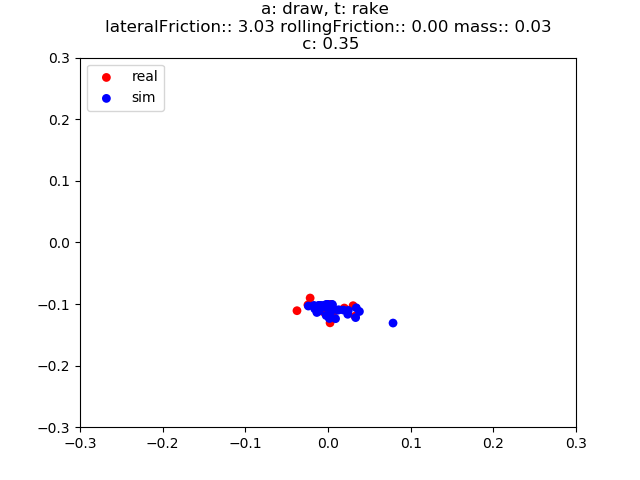 a: draw, t: rake
lateralFriction:: 3.03 rollingFriction:: 0.00 mass:: 0.03
c: 0.35
real
sim
0.3
0.2
0.1
0.0
−0.1
−0.2
−0.3
−0.3 −0.2 −0.1 0.0 0.1 0.2 0.3